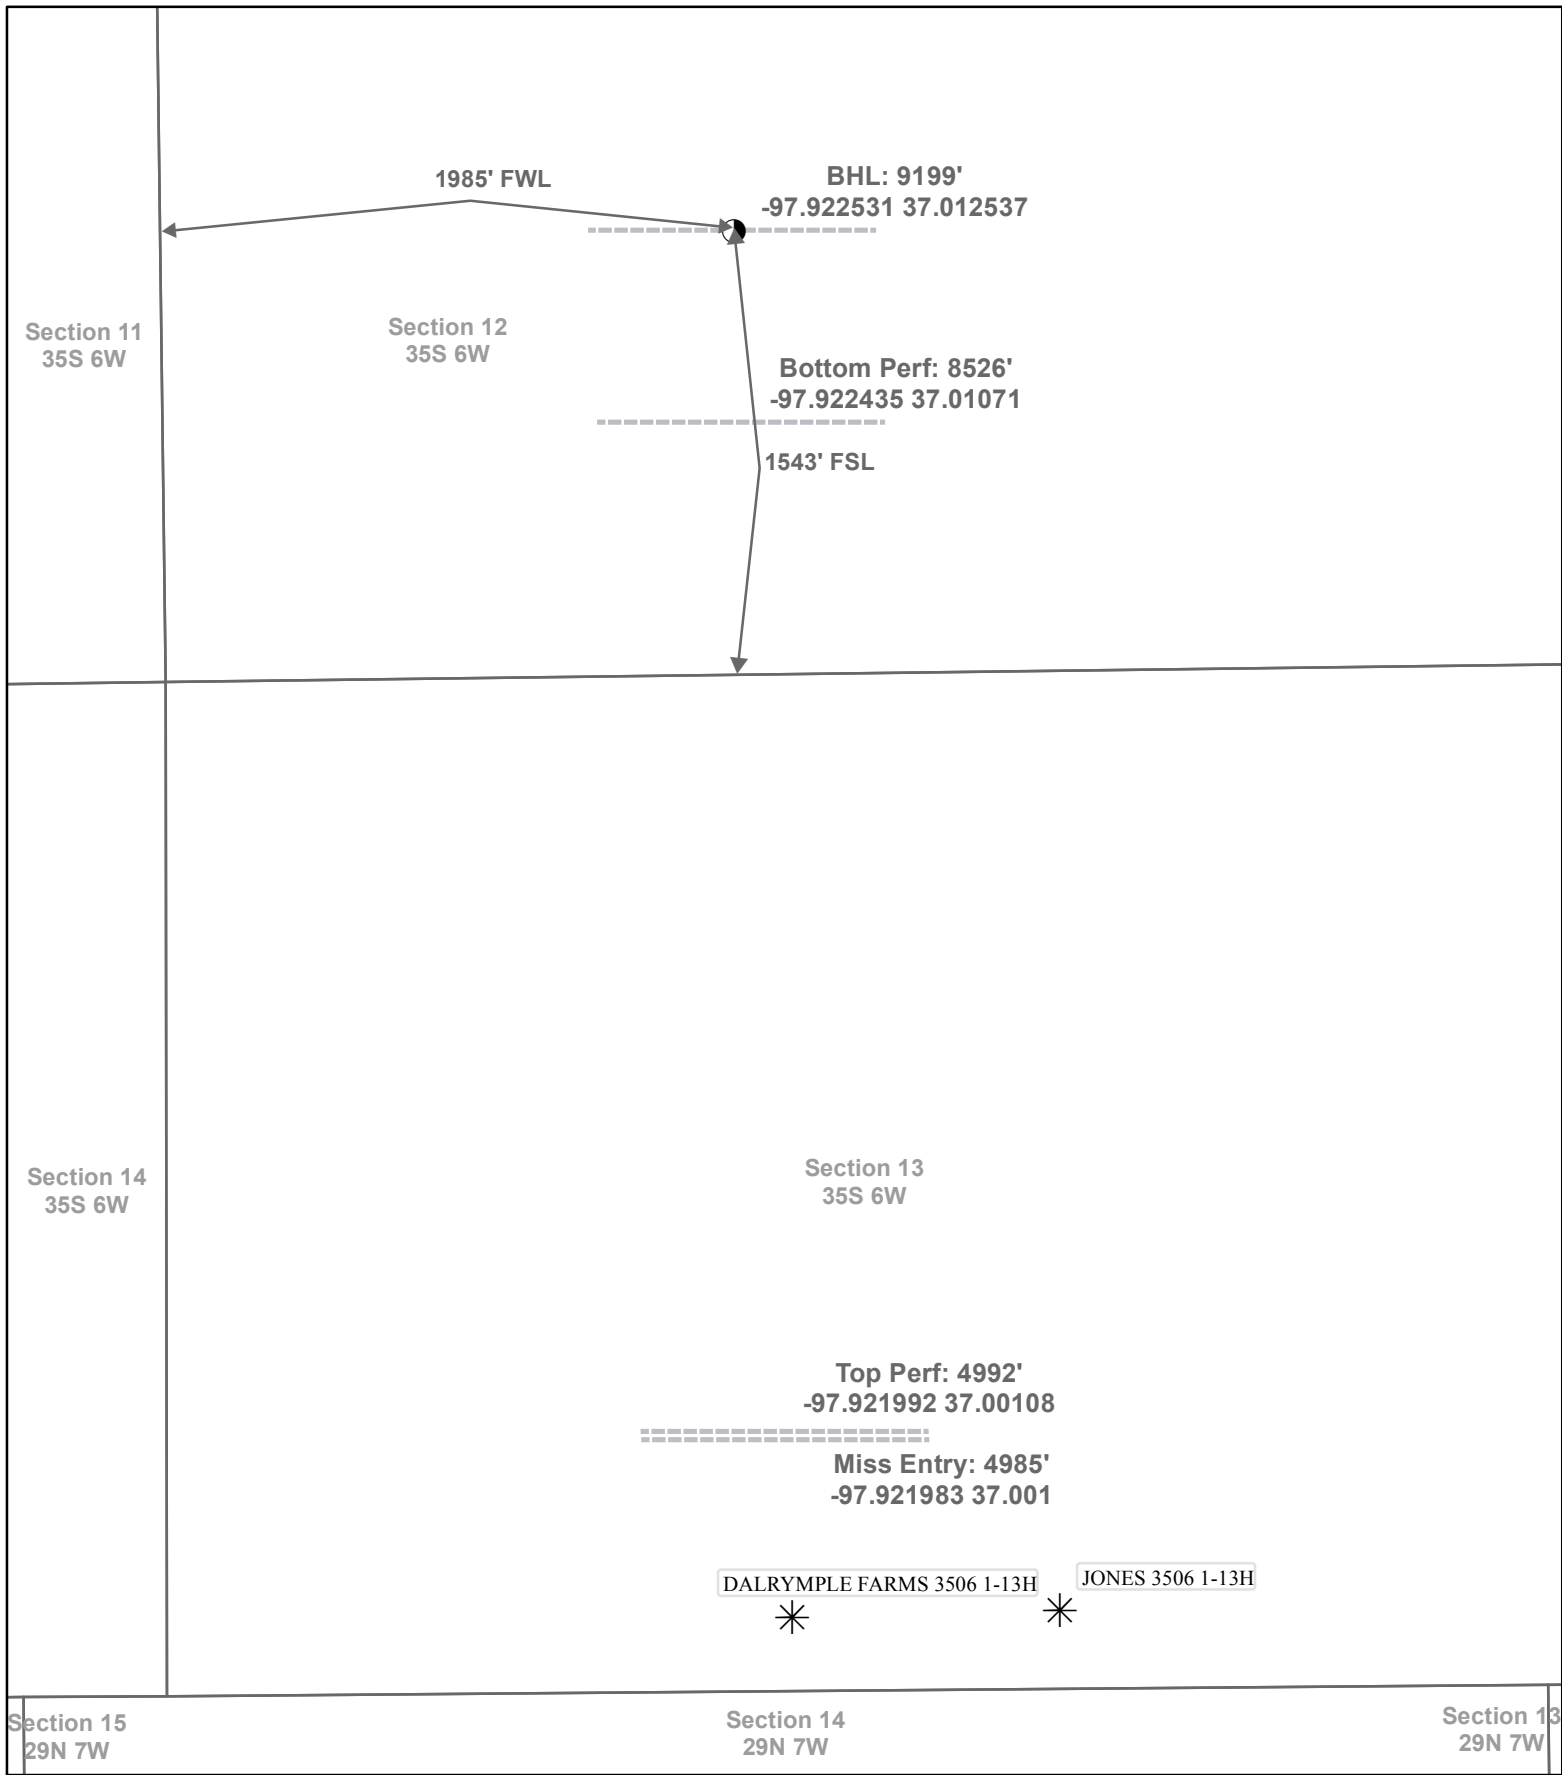 1985' FWL
BHL: 9199'
-97.922531 37.012537
Section 11
35S 6W
Section 12
35S 6W
Bottom Perf: 8526'
-97.922435 37.01071
1543' FSL
Section 14
35S 6W
Section 13
35S 6W
Top Perf: 4992'
-97.921992 37.00108
Miss Entry: 4985'
-97.921983 37.001
DALRYMPLE FARMS 3506 1-13H
JONES 3506 1-13H
Section 15
29N 7W
Section 14
29N 7W
Section 13
29N 7W